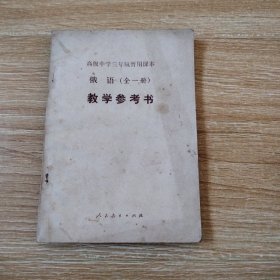 高级中学三年级暂用课本
俄语(全一册)
教学参考书
人民教育出版社